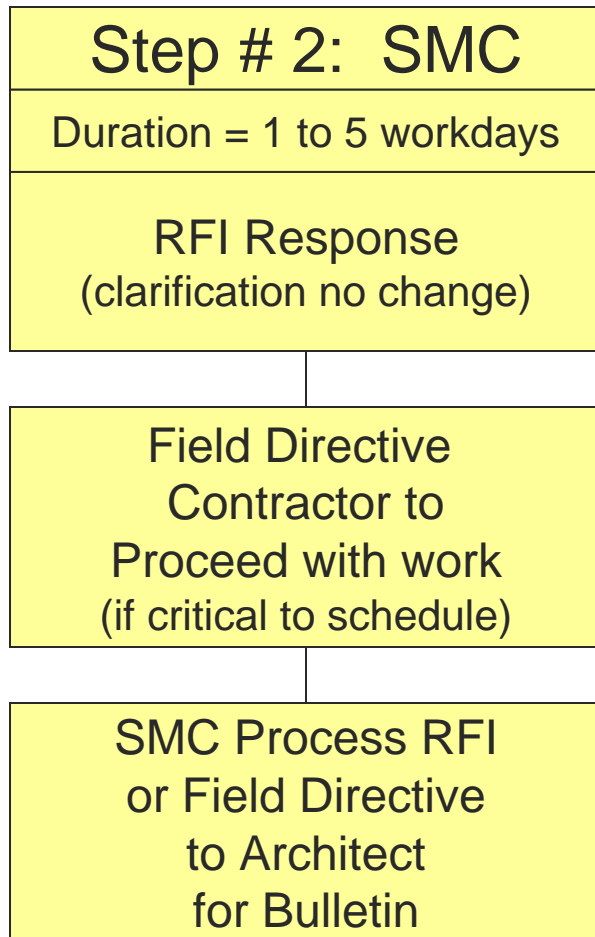 Step # 2:  SMC
Duration = 1 to 5 workdays
RFI Response
(clarification no change)
Field Directive
Contractor to
Proceed with work
(if critical to schedule)
SMC Process RFI
or Field Directive
to Architect
for Bulletin